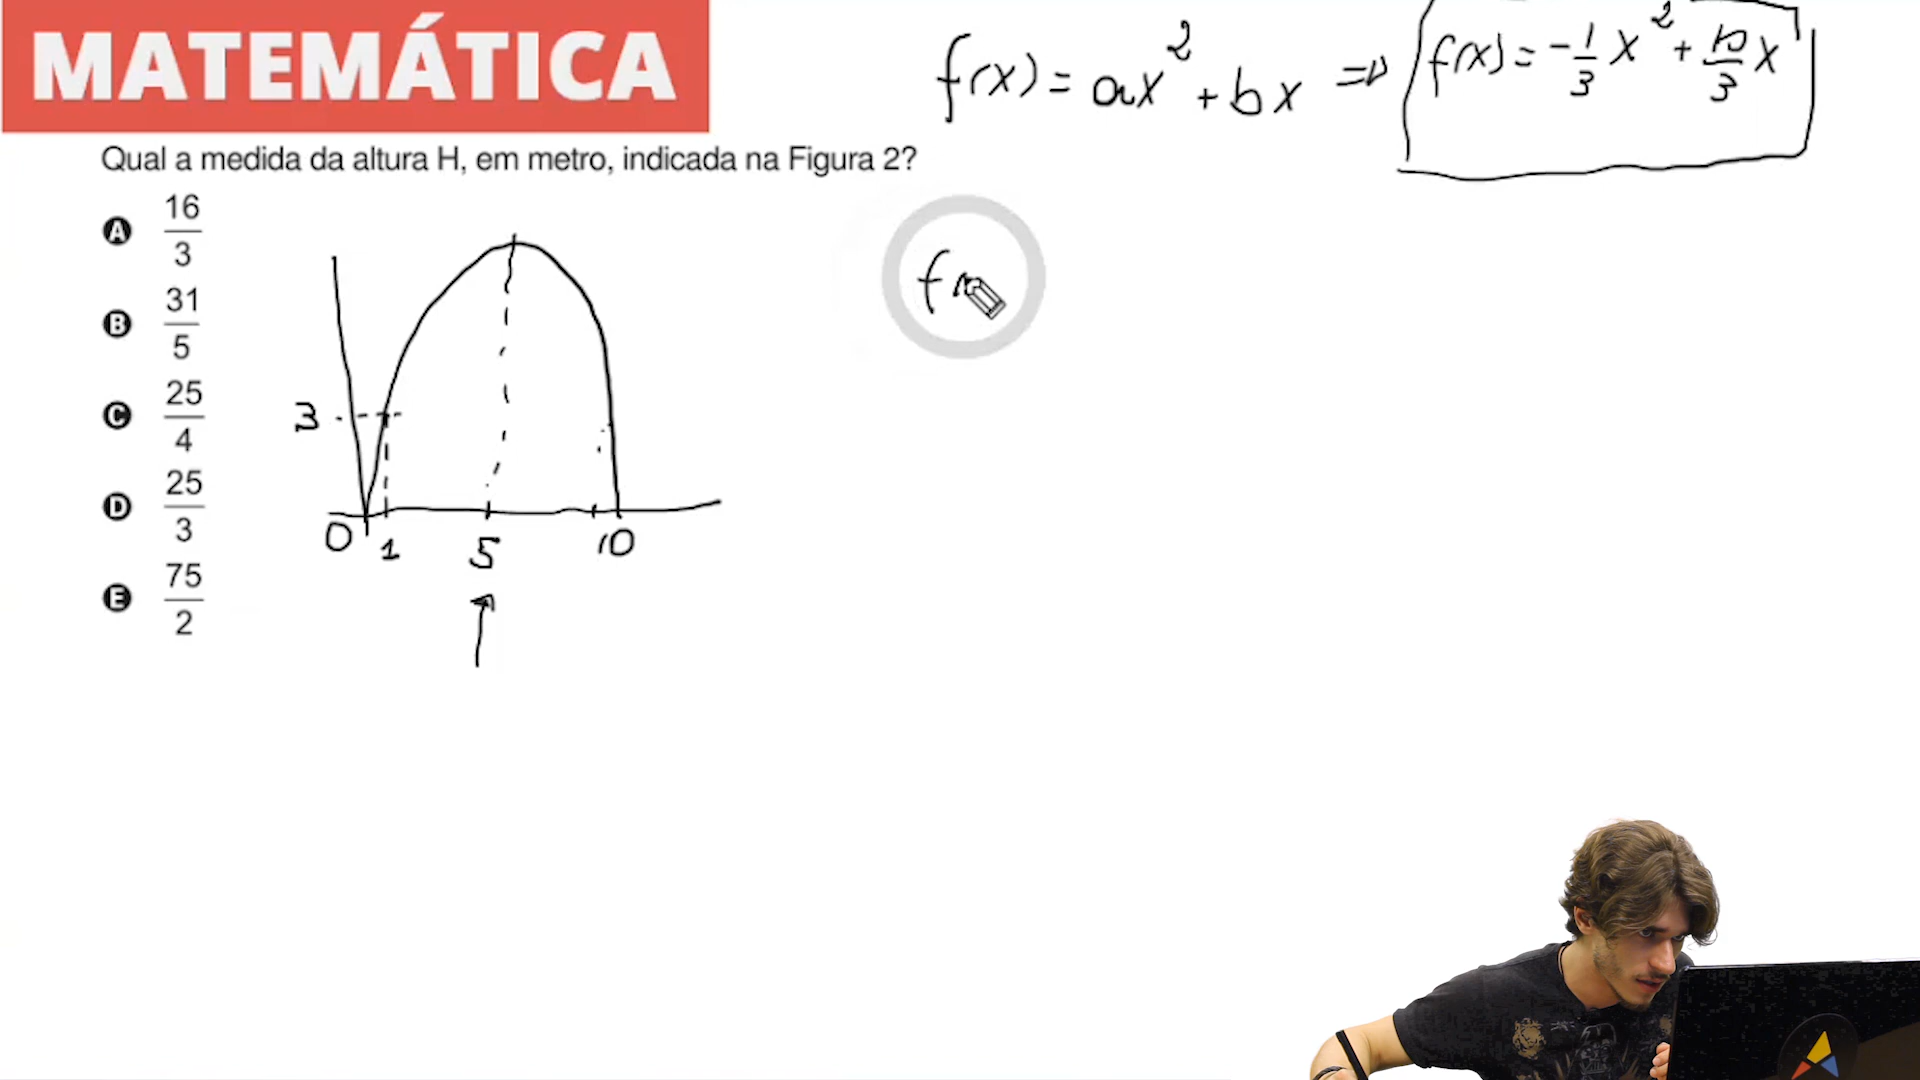 MATEMÁTICA
f(x) = ax² + bx => f(x) = -1/3 x² + 10/3 x
Qual a medida da altura H, em metro, indicada na Figura 2?
A 16/3
B 31/5
C 25/4
D 25/3
E 75/2
f
3
0 1 5 10